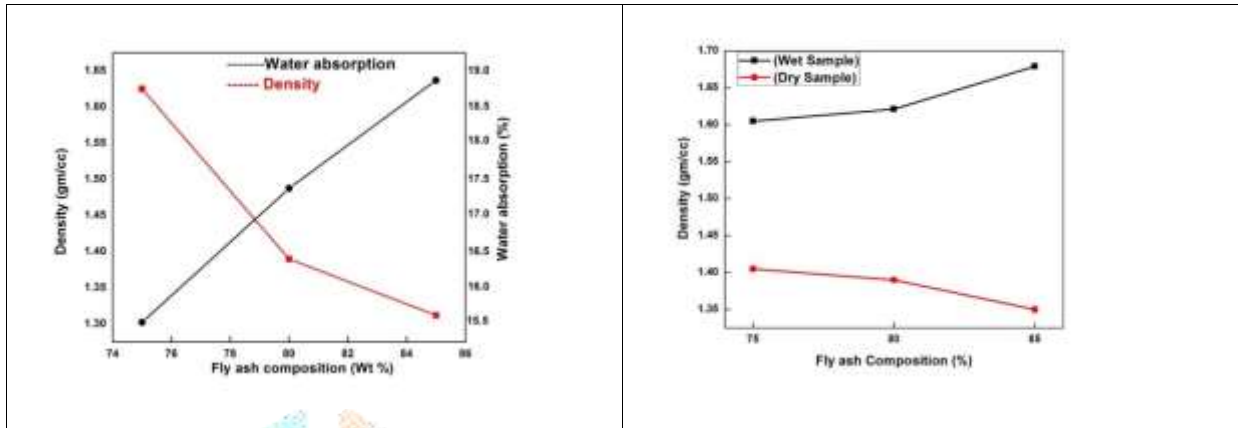 Water absorption
Density
1.65
1.60
1.55
1.50
1.45
1.40
1.35
1.30
Density (gm/cc)
19.0
18.5
18.0
17.5
17.0
16.5
16.0
15.5
Water absorption (%)
74 76 78 80 82 84 86
Fly ash composition (Wt %)
(Wet Sample)
(Dry Sample)
1.70
1.65
1.60
1.55
1.50
1.45
1.40
1.35
Density (gm/cc)
75 80 85
Fly ash Composition (%)